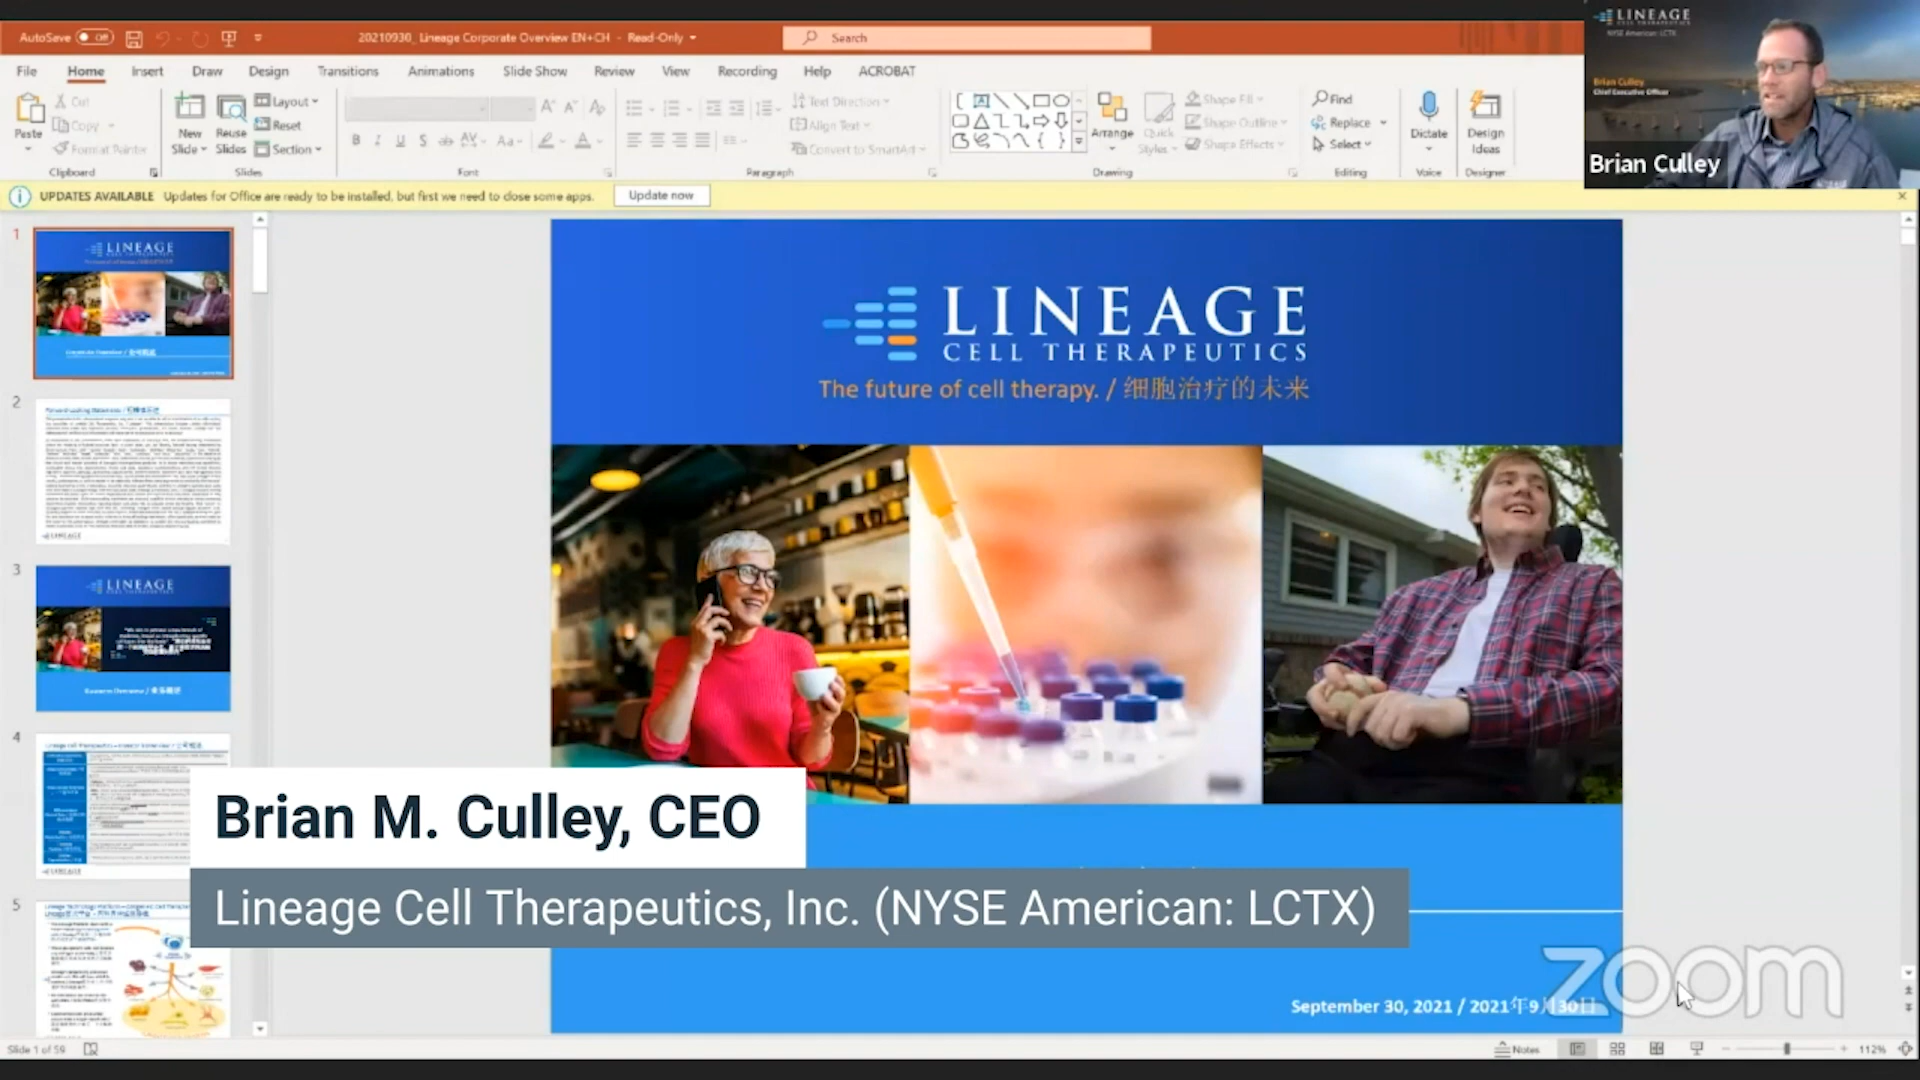 AutoSave Off
20210930_ Lineage Corporate Overview EN+CH - Read-Only
Search
File Home Insert Draw Design Transitions Animations Slide Show Review View Recording Help ACROBAT
Paste
Cut
Copy
Format Painter
Clipboard
New Slide
Reuse Slides
Layout
Reset
Section
Slides
Font
Text Direction
Align Text
Convert to SmartArt
Paragraph
Arrange
Quick Styles
Shape Fill
Shape Outline
Shape Effects
Drawing
Find
Replace
Select
Editing
Dictate
Voice
Design Ideas
Designer
LINEAGE
NYSE American: LCTX
Brian Culley
Chief Executive Officer
Brian Culley
UPDATES AVAILABLE Updates for Office are ready to be installed, but first we need to close some apps.
Update now
1
LINEAGE
2
3
LINEAGE
4
5
LINEAGE
CELL THERAPEUTICS
The future of cell therapy. / 细胞治疗的未来
Brian M. Culley, CEO
Lineage Cell Therapeutics, Inc. (NYSE American: LCTX)
September 30, 2021 / 2021年9月30日
zoom
Slide 1 of 59
Notes
112%